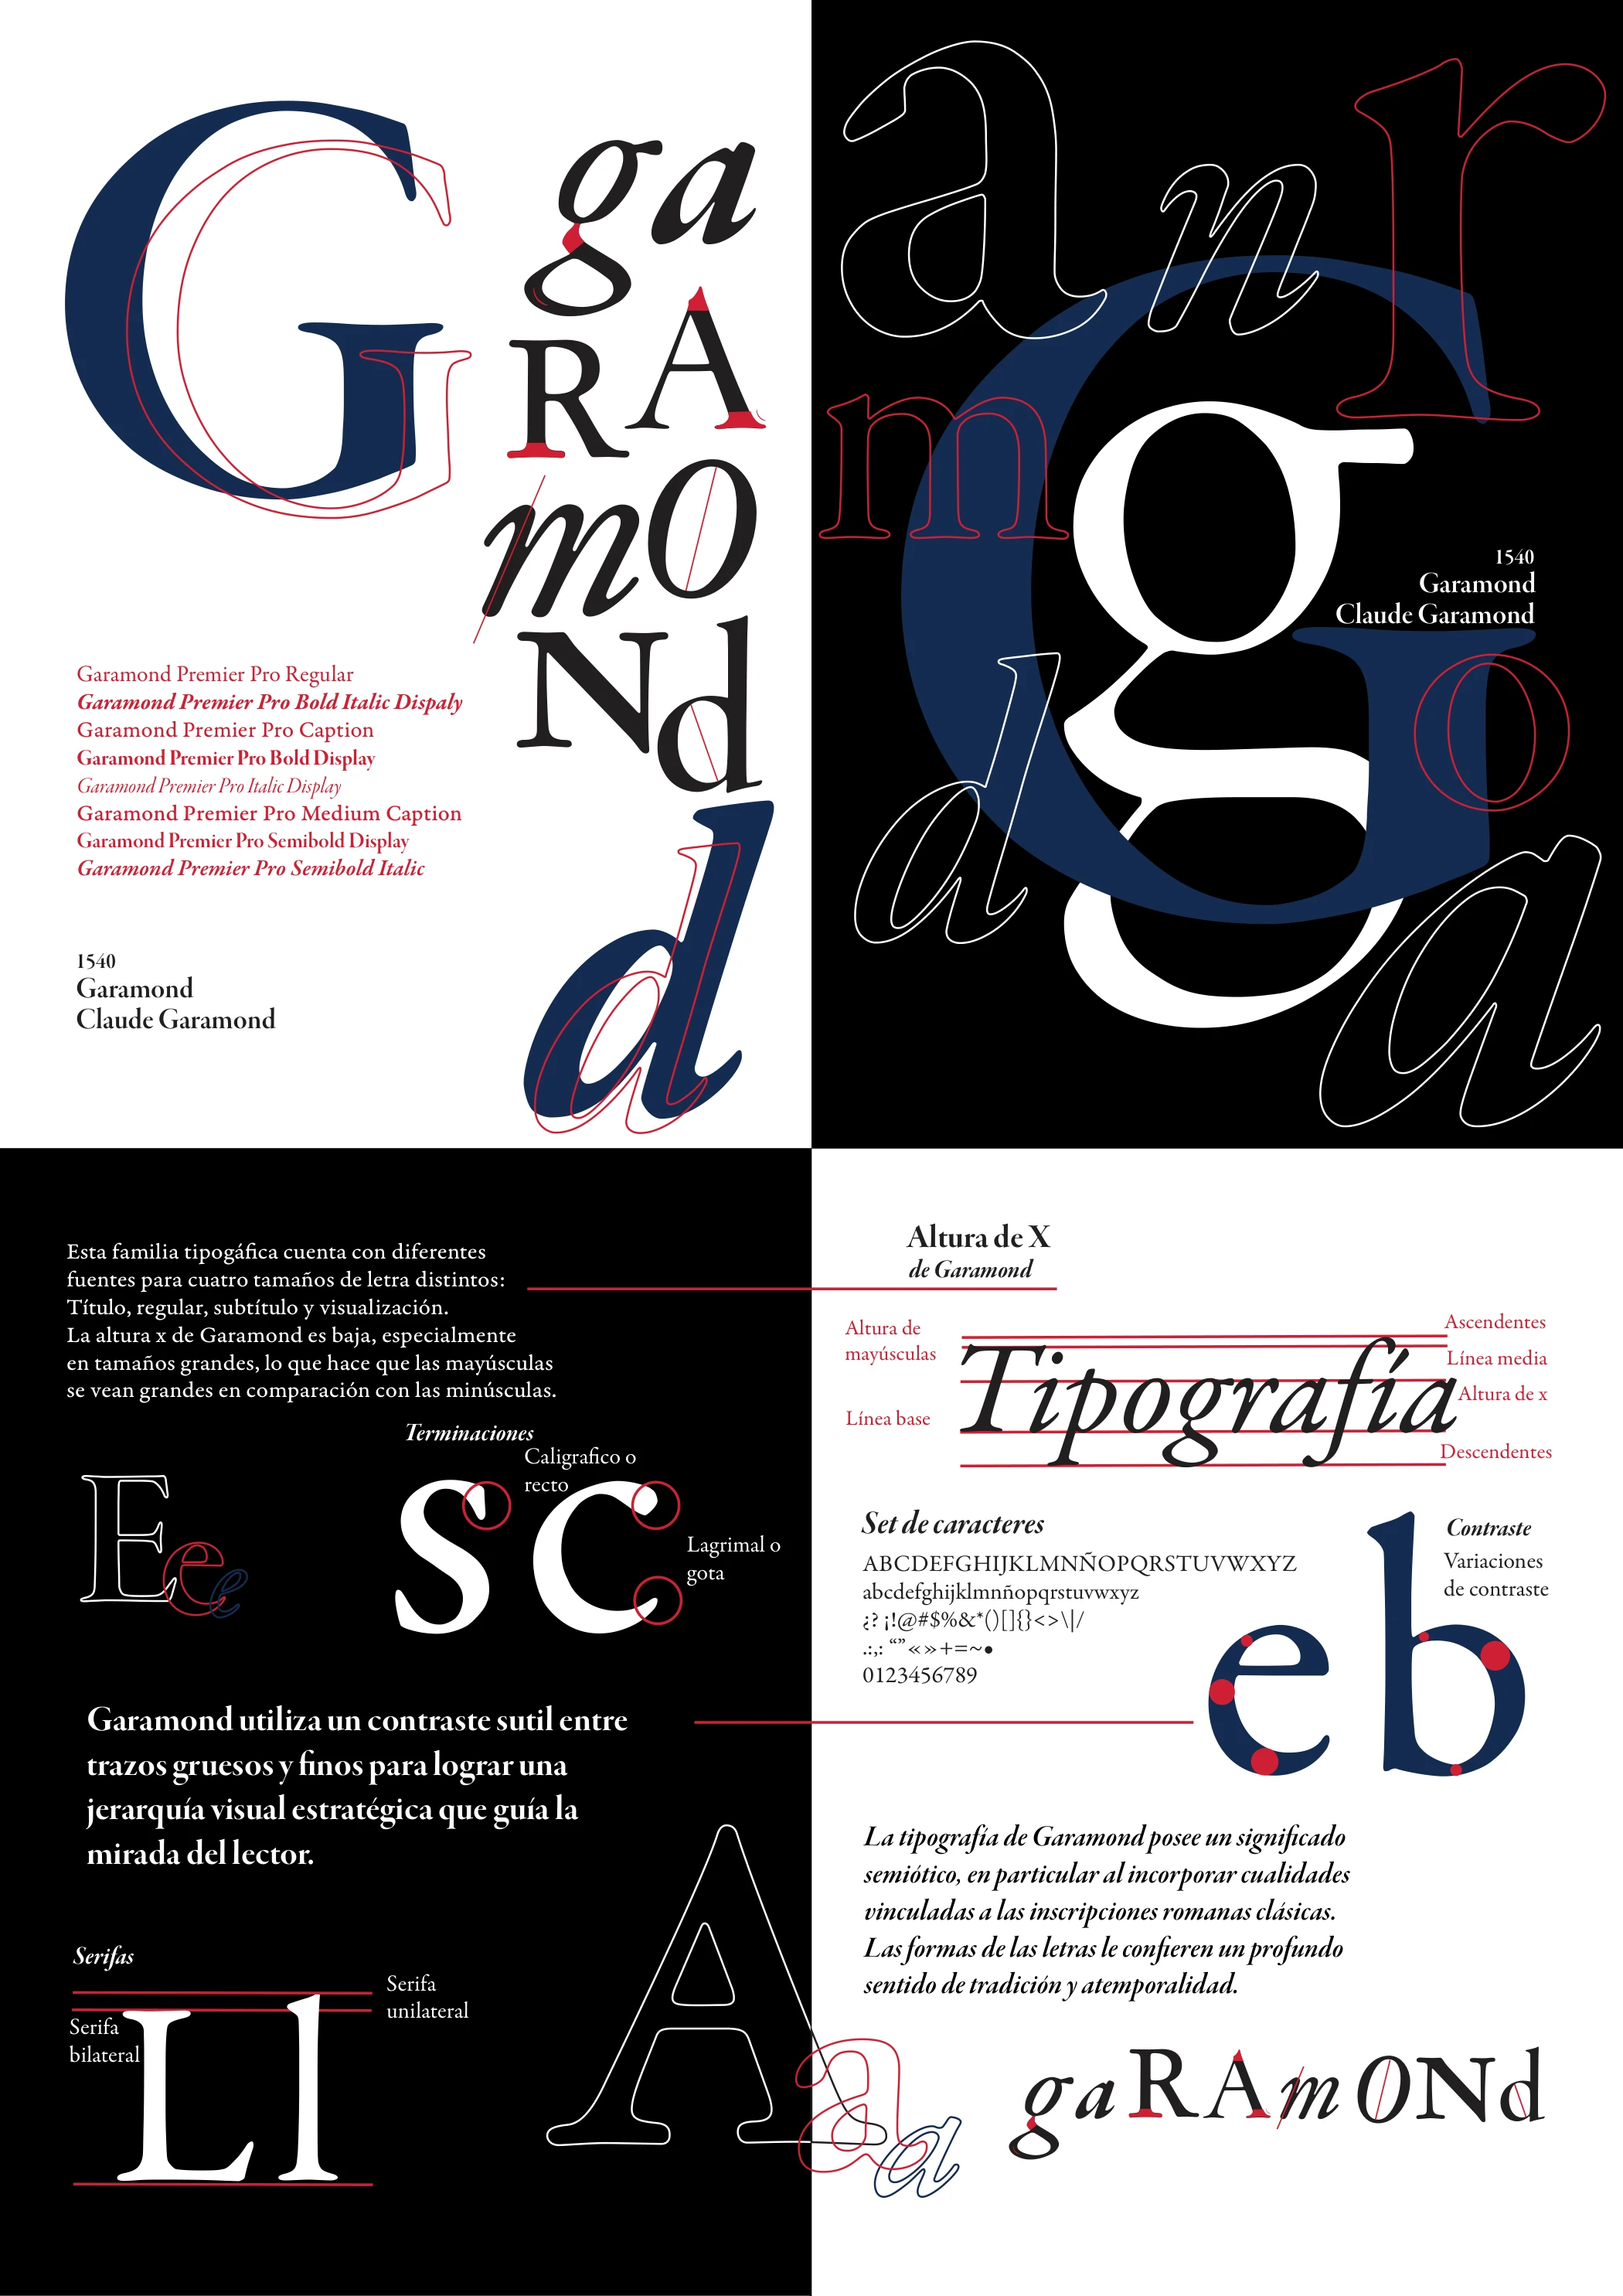 G
ga
RA
mO
Nd
Garamond Premier Pro Regular
Garamond Premier Pro Bold Italic Dispaly
Garamond Premier Pro Caption
Garamond Premier Pro Bold Display
Garamond Premier Pro Italic Display
Garamond Premier Pro Medium Caption
Garamond Premier Pro Semibold Display
Garamond Premier Pro Semibold Italic
1540
Garamond
Claude Garamond
d
a n r
m G g
1540
Garamond
Claude Garamond
d o
a
Esta familia tipogáfica cuenta con diferentes
fuentes para cuatro tamaños de letra distintos:
Título, regular, subtítulo y visualización.
La altura x de Garamond es baja, especialmente
en tamaños grandes, lo que hace que las mayúsculas
se vean grandes en comparación con las minúsculas.
Terminaciones
Caligrafico o
recto
E e e
s c
Lagrimal o
gota
Garamond utiliza un contraste sutil entre
trazos gruesos y finos para lograr una
jerarquía visual estratégica que guía la
mirada del lector.
Serifas
Serifa
unilateral
Serifa
bilateral
Ll
A a a
Altura de X
de Garamond
Altura de
mayúsculas
Línea base
Tipografía
Ascendentes
Línea media
Altura de x
Descendentes
Set de caracteres
ABCDEFGHIJKLMNÑOPQRSTUVWXYZ
abcdefghijklmnñopqrstuvwxyz
¿? ¡!@#$%&*()[]{}<>\|/
.:,; “” «»+=~•
0123456789
Contraste
Variaciones
de contraste
e b
La tipografía de Garamond posee un significado
semiótico, en particular al incorporar cualidades
vinculadas a las inscripciones romanas clásicas.
Las formas de las letras le confieren un profundo
sentido de tradición y atemporalidad.
gaRAmONd